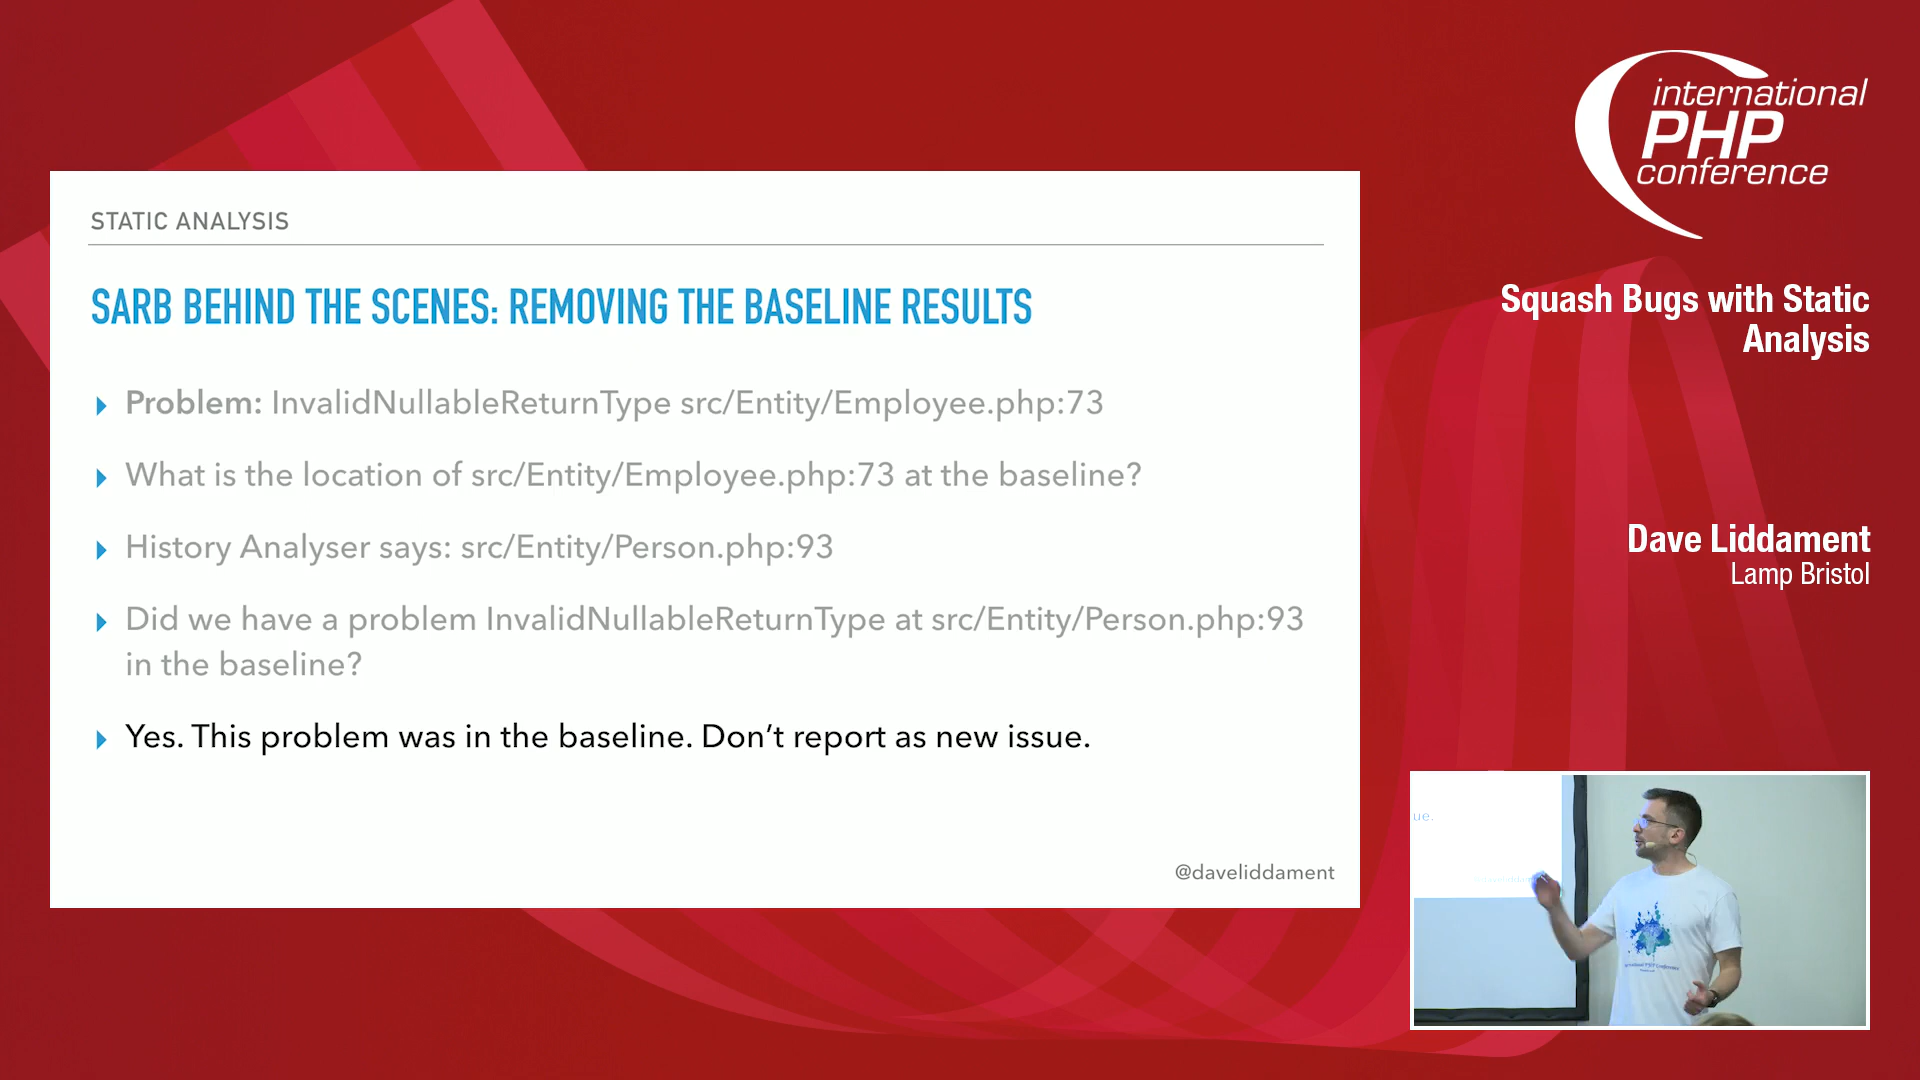 STATIC ANALYSIS
SARB BEHIND THE SCENES: REMOVING THE BASELINE RESULTS
Problem: InvalidNullableReturnType src/Entity/Employee.php:73
What is the location of src/Entity/Employee.php:73 at the baseline?
History Analyser says: src/Entity/Person.php:93
Did we have a problem InvalidNullableReturnType at src/Entity/Person.php:93
in the baseline?
Yes. This problem was in the baseline. Don’t report as new issue.
@daveliddament
international
PHP
conference
Squash Bugs with Static
Analysis
Dave Liddament
Lamp Bristol
ue.